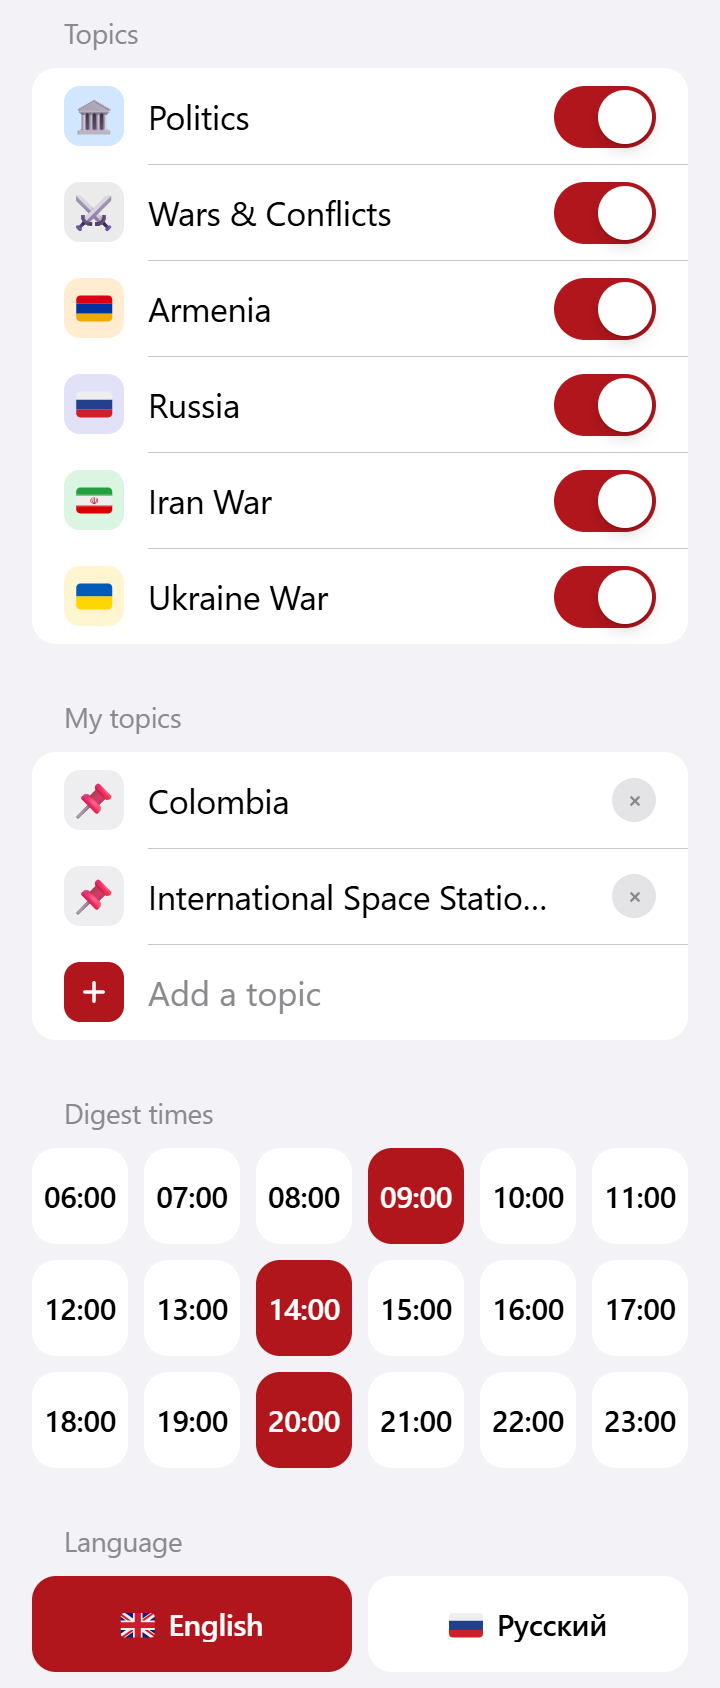 Topics
Politics
Wars & Conflicts
Armenia
Russia
Iran War
Ukraine War
My topics
Colombia
International Space Statio...
Add a topic
Digest times
06:00 07:00 08:00 09:00 10:00 11:00
12:00 13:00 14:00 15:00 16:00 17:00
18:00 19:00 20:00 21:00 22:00 23:00
Language
English Русский